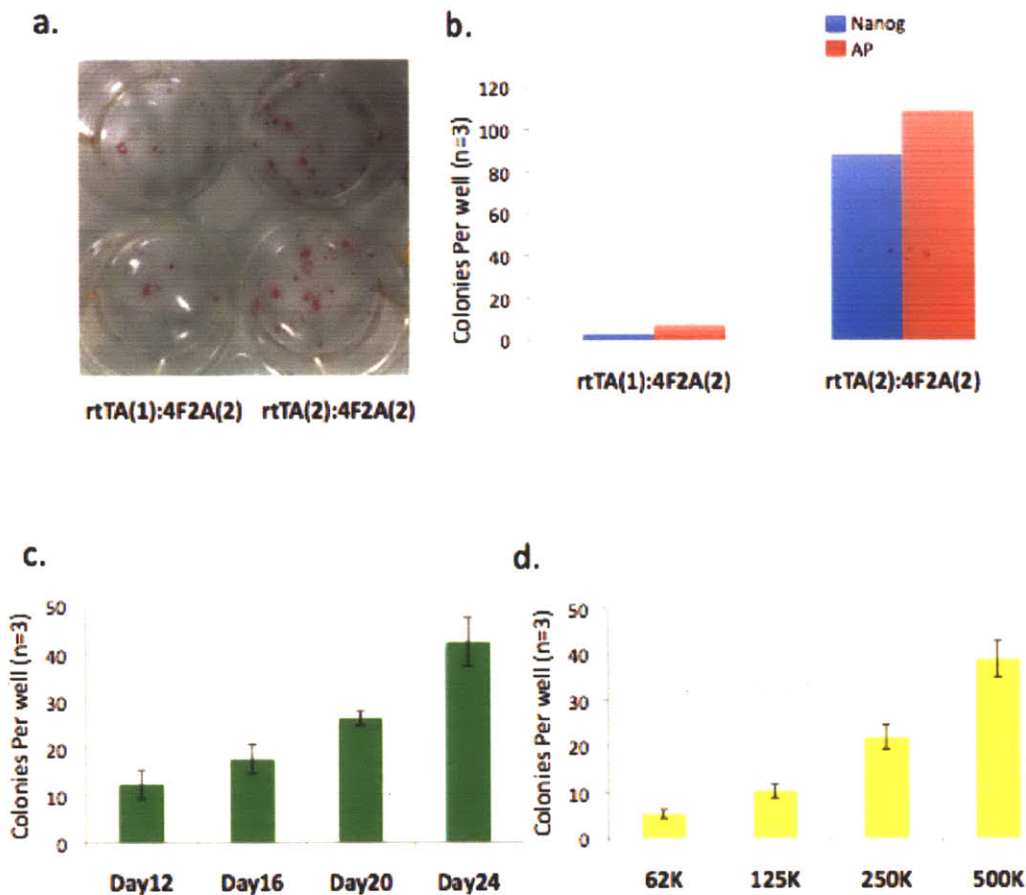 a.
rtTA(1):4F2A(2) rtTA(2):4F2A(2)
b.
Nanog
AP
Colonies Per well (n=3)
120
100
80
60
40
20
0
rtTA(1):4F2A(2) rtTA(2):4F2A(2)
c.
Colonies Per well (n=3)
50
40
30
20
10
0
Day12 Day16 Day20 Day24
d.
Colonies Per well (n=3)
50
40
30
20
10
0
62K 125K 250K 500K